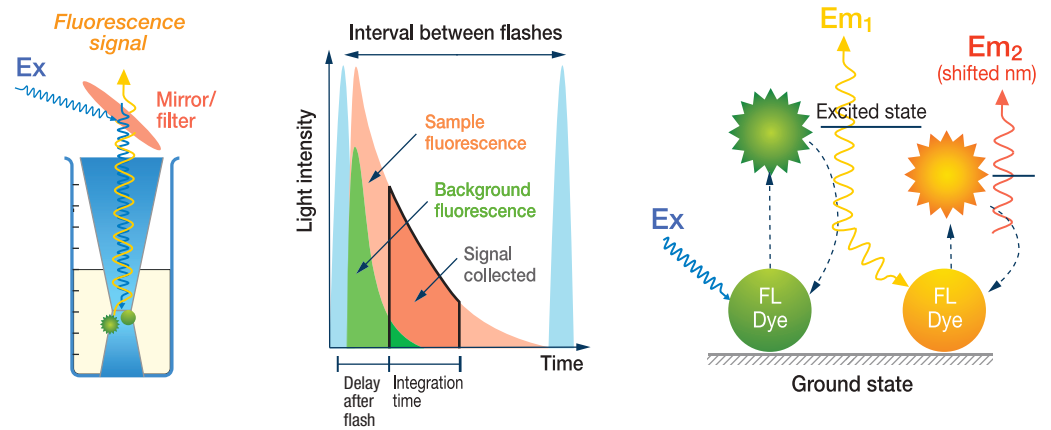 Fluorescence
signal
Ex
Mirror/
filter
Interval between flashes
Light intensity
Sample
fluorescence
Background
fluorescence
Signal
collected
Time
Delay
after
flash
Integration
time
Em1
Em2
(shifted nm)
Excited state
Ex
FL
Dye
FL
Dye
Ground state